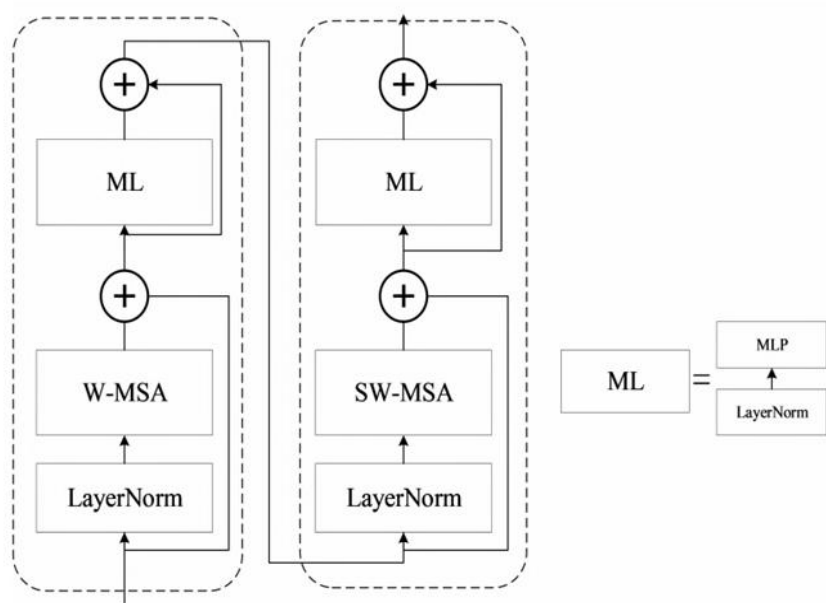 +
ML
+
W-MSA
LayerNorm
+
ML
+
SW-MSA
LayerNorm
ML =
MLP
LayerNorm